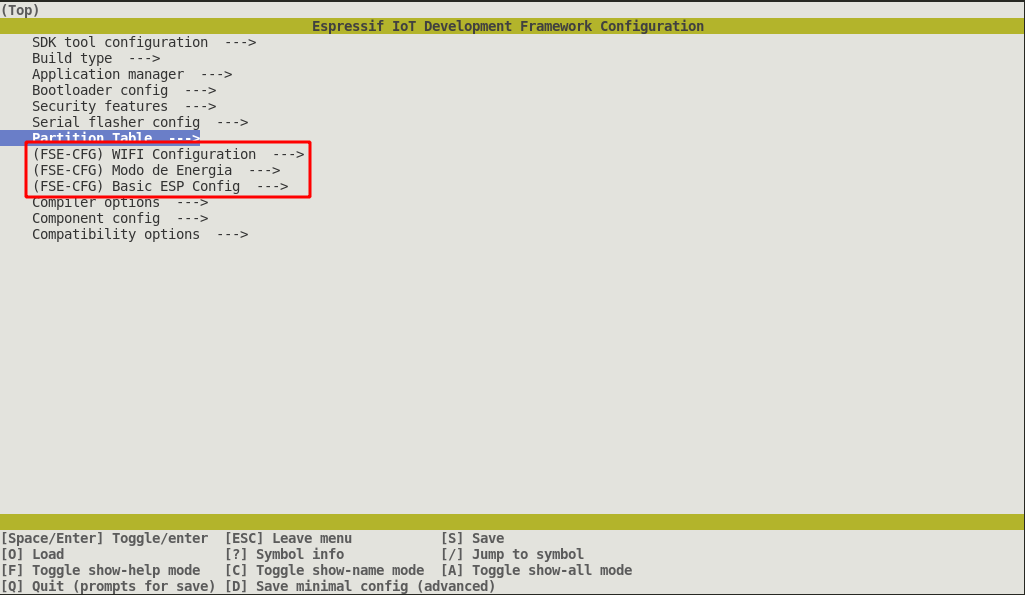 (Top)
Espressif IoT Development Framework Configuration
SDK tool configuration  --->
Build type  --->
Application manager  --->
Bootloader config  --->
Security features  --->
Serial flasher config  --->
Partition Table  --->
(FSE-CFG) WIFI Configuration  --->
(FSE-CFG) Modo de Energia  --->
(FSE-CFG) Basic ESP Config  --->
Compiler options  --->
Component config  --->
Compatibility options  --->
[Space/Enter] Toggle/enter  [ESC] Leave menu           [S] Save
[O] Load                    [?] Symbol info            [/] Jump to symbol
[F] Toggle show-help mode   [C] Toggle show-name mode  [A] Toggle show-all mode
[Q] Quit (prompts for save) [D] Save minimal config (advanced)